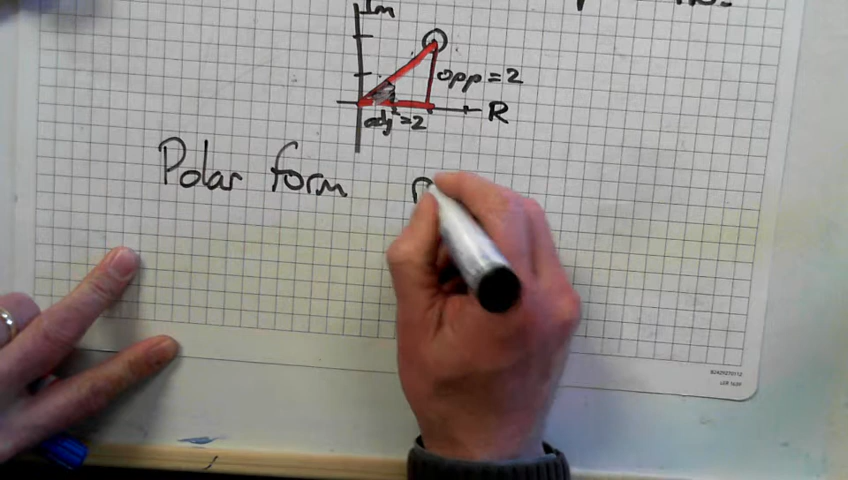 Im
opp = 2
R
adj = 2
Polar form